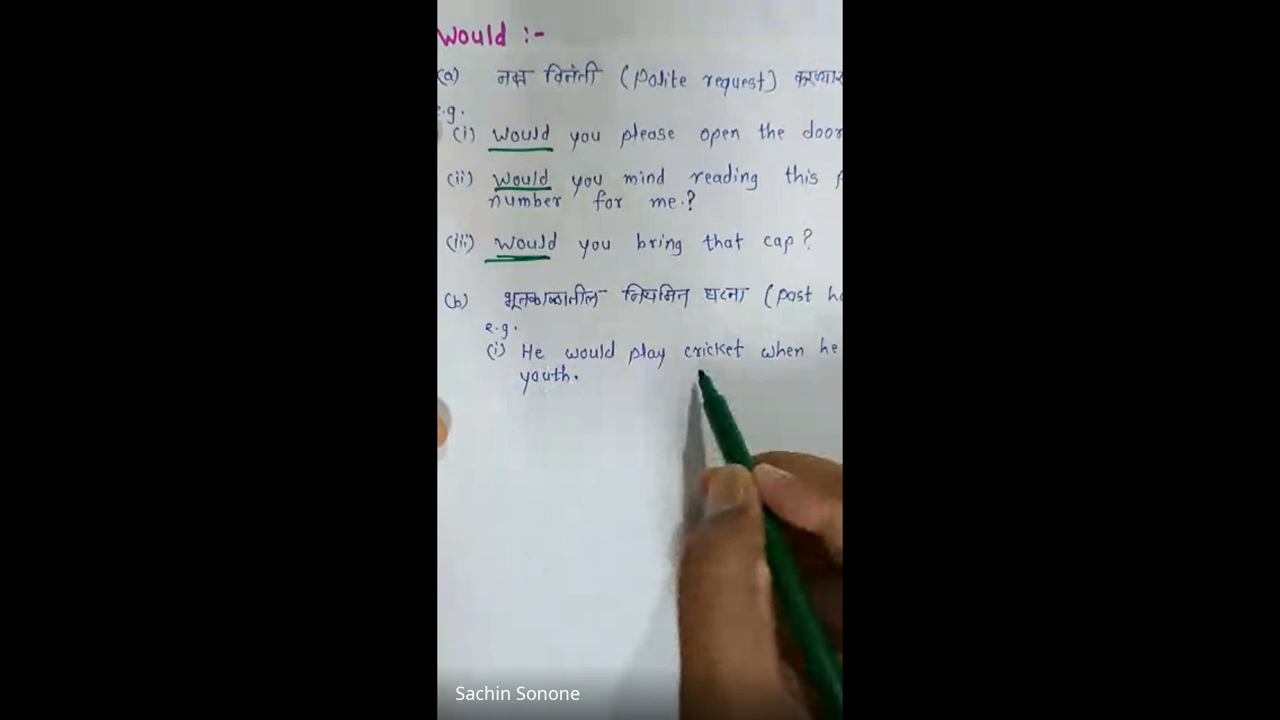 Would :-
(a) नम्र विनंती (Polite request)
e.g.
(i) Would you please open the door
(ii) Would you mind reading this
number for me.?
(iii) Would you bring that cap?
(b) भूतकाळातील नियमित घटना (past
e.g.
(i) He would play cricket when he
youth.
Sachin Sonone